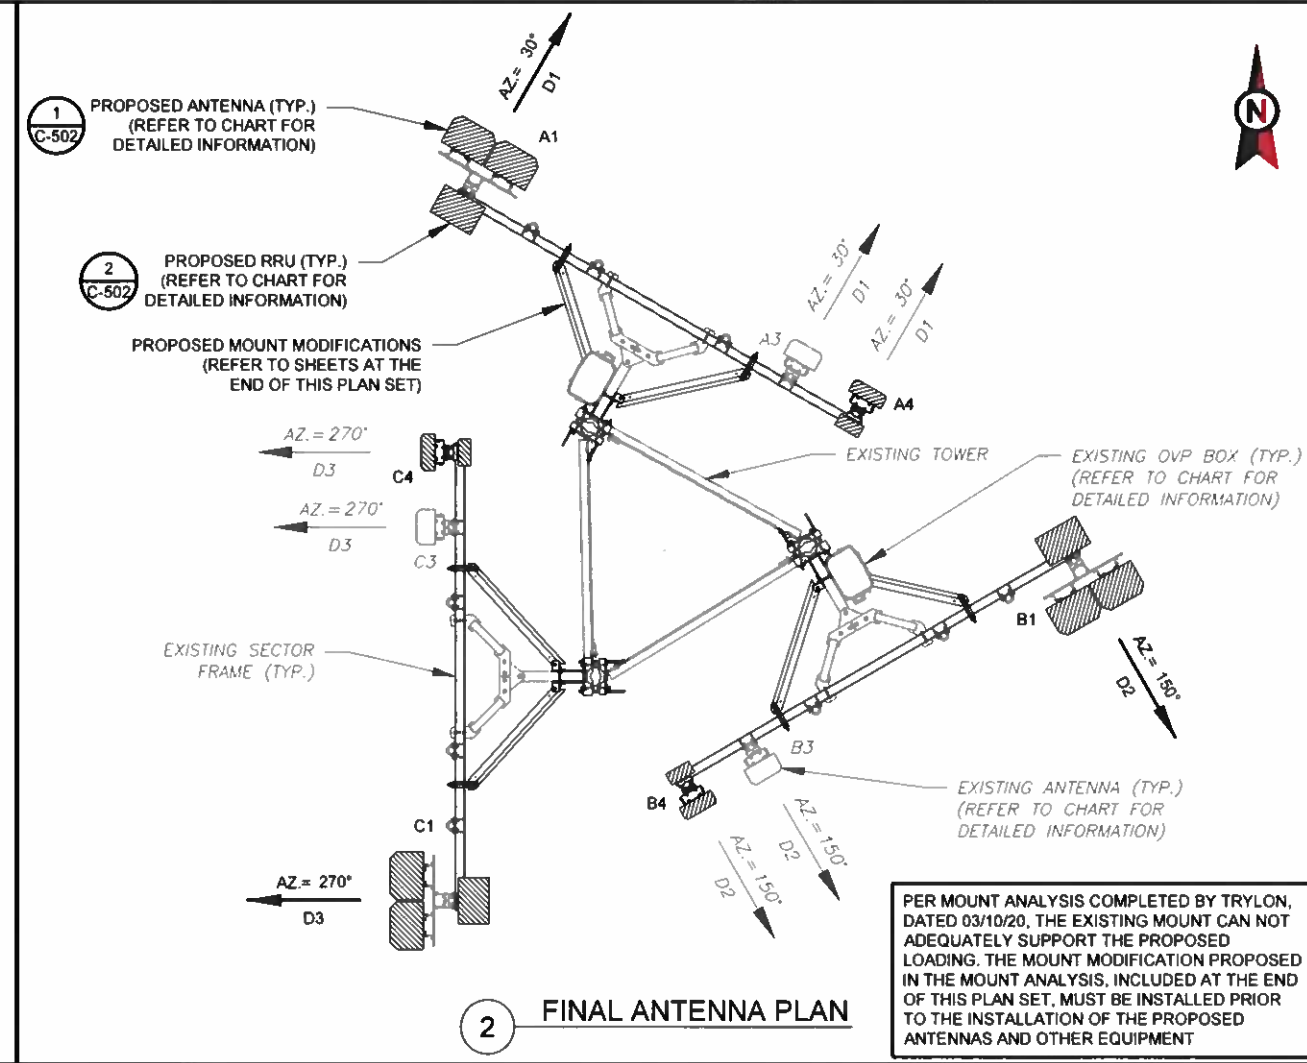 AZ.= 30°
D1
1
C-502
PROPOSED ANTENNA (TYP.)
(REFER TO CHART FOR
DETAILED INFORMATION)
A1
N
2
C-502
PROPOSED RRU (TYP.)
(REFER TO CHART FOR
DETAILED INFORMATION)
AZ.= 30°
D1
AZ.= 30°
D1
PROPOSED MOUNT MODIFICATIONS
(REFER TO SHEETS AT THE
END OF THIS PLAN SET)
A3
A4
AZ.= 270°
D3
C4
EXISTING TOWER
EXISTING OVP BOX (TYP.)
(REFER TO CHART FOR
DETAILED INFORMATION)
AZ.= 270°
D3
C3
B1
EXISTING SECTOR
FRAME (TYP.)
AZ.= 150°
D2
B3
B4
EXISTING ANTENNA (TYP.)
(REFER TO CHART FOR
DETAILED INFORMATION)
AZ.= 150°
D2
AZ.= 150°
D2
C1
AZ.= 270°
D3
PER MOUNT ANALYSIS COMPLETED BY TRYLON,
DATED 03/10/20, THE EXISTING MOUNT CAN NOT
ADEQUATELY SUPPORT THE PROPOSED
LOADING. THE MOUNT MODIFICATION PROPOSED
IN THE MOUNT ANALYSIS, INCLUDED AT THE END
OF THIS PLAN SET, MUST BE INSTALLED PRIOR
TO THE INSTALLATION OF THE PROPOSED
ANTENNAS AND OTHER EQUIPMENT
2
FINAL ANTENNA PLAN